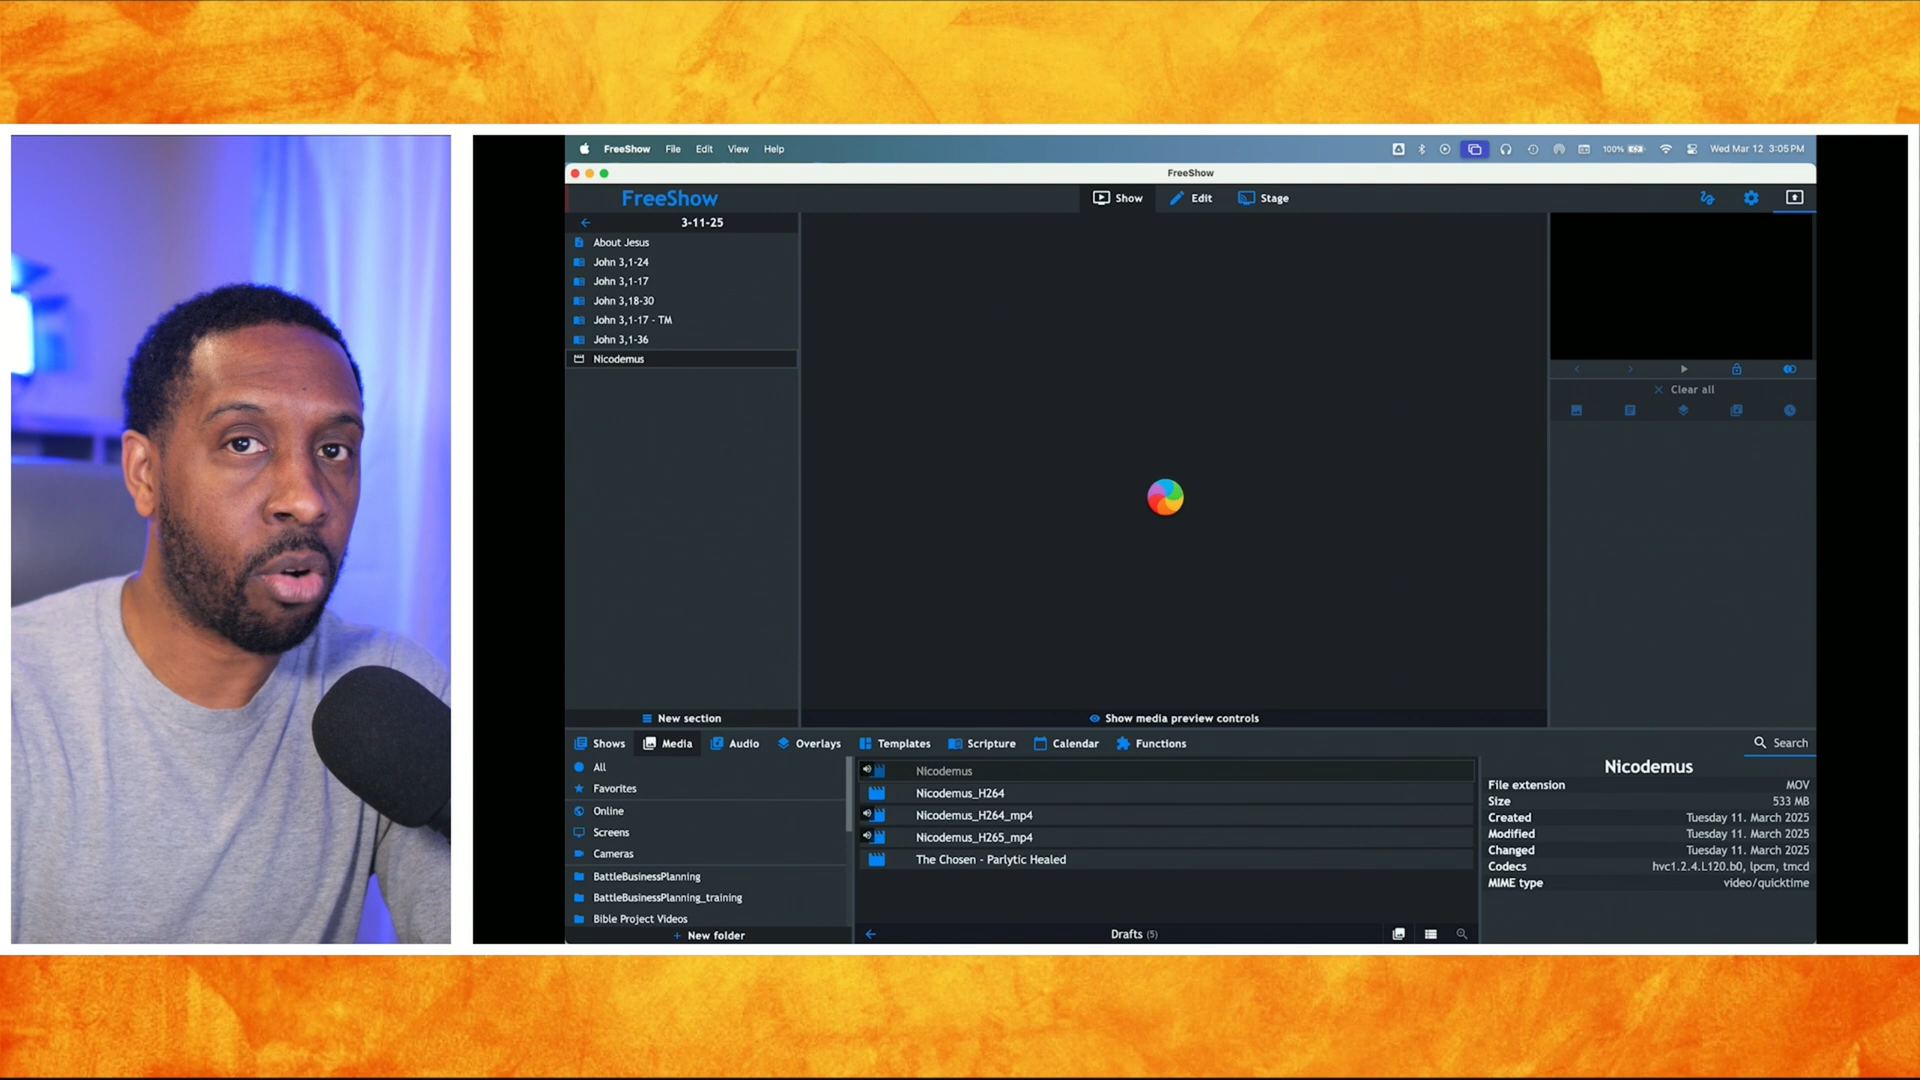 FreeShow File Edit View Help 100% Wed Mar 12 3:05 PM
FreeShow
FreeShow Show Edit Stage
3-11-25
About Jesus
John 3,1-24
John 3,1-17
John 3,18-30
John 3,1-17 - TM
John 3,1-36
Nicodemus
Clear all
New section
Show media preview controls
Shows Media Audio Overlays Templates Scripture Calendar Functions Search
All
Favorites
Online
Screens
Cameras
BattleBusinessPlanning
BattleBusinessPlanning_training
Bible Project Videos
+ New folder
Nicodemus
Nicodemus_H264
Nicodemus_H264_mp4
Nicodemus_H265_mp4
The Chosen - Parlytic Healed
Drafts (5)
Nicodemus
File extension MOV
Size 533 MB
Created Tuesday 11. March 2025
Modified Tuesday 11. March 2025
Changed Tuesday 11. March 2025
Codecs hvc1.2.4.L120.b0, lpcm, tmcd
MIME type video/quicktime